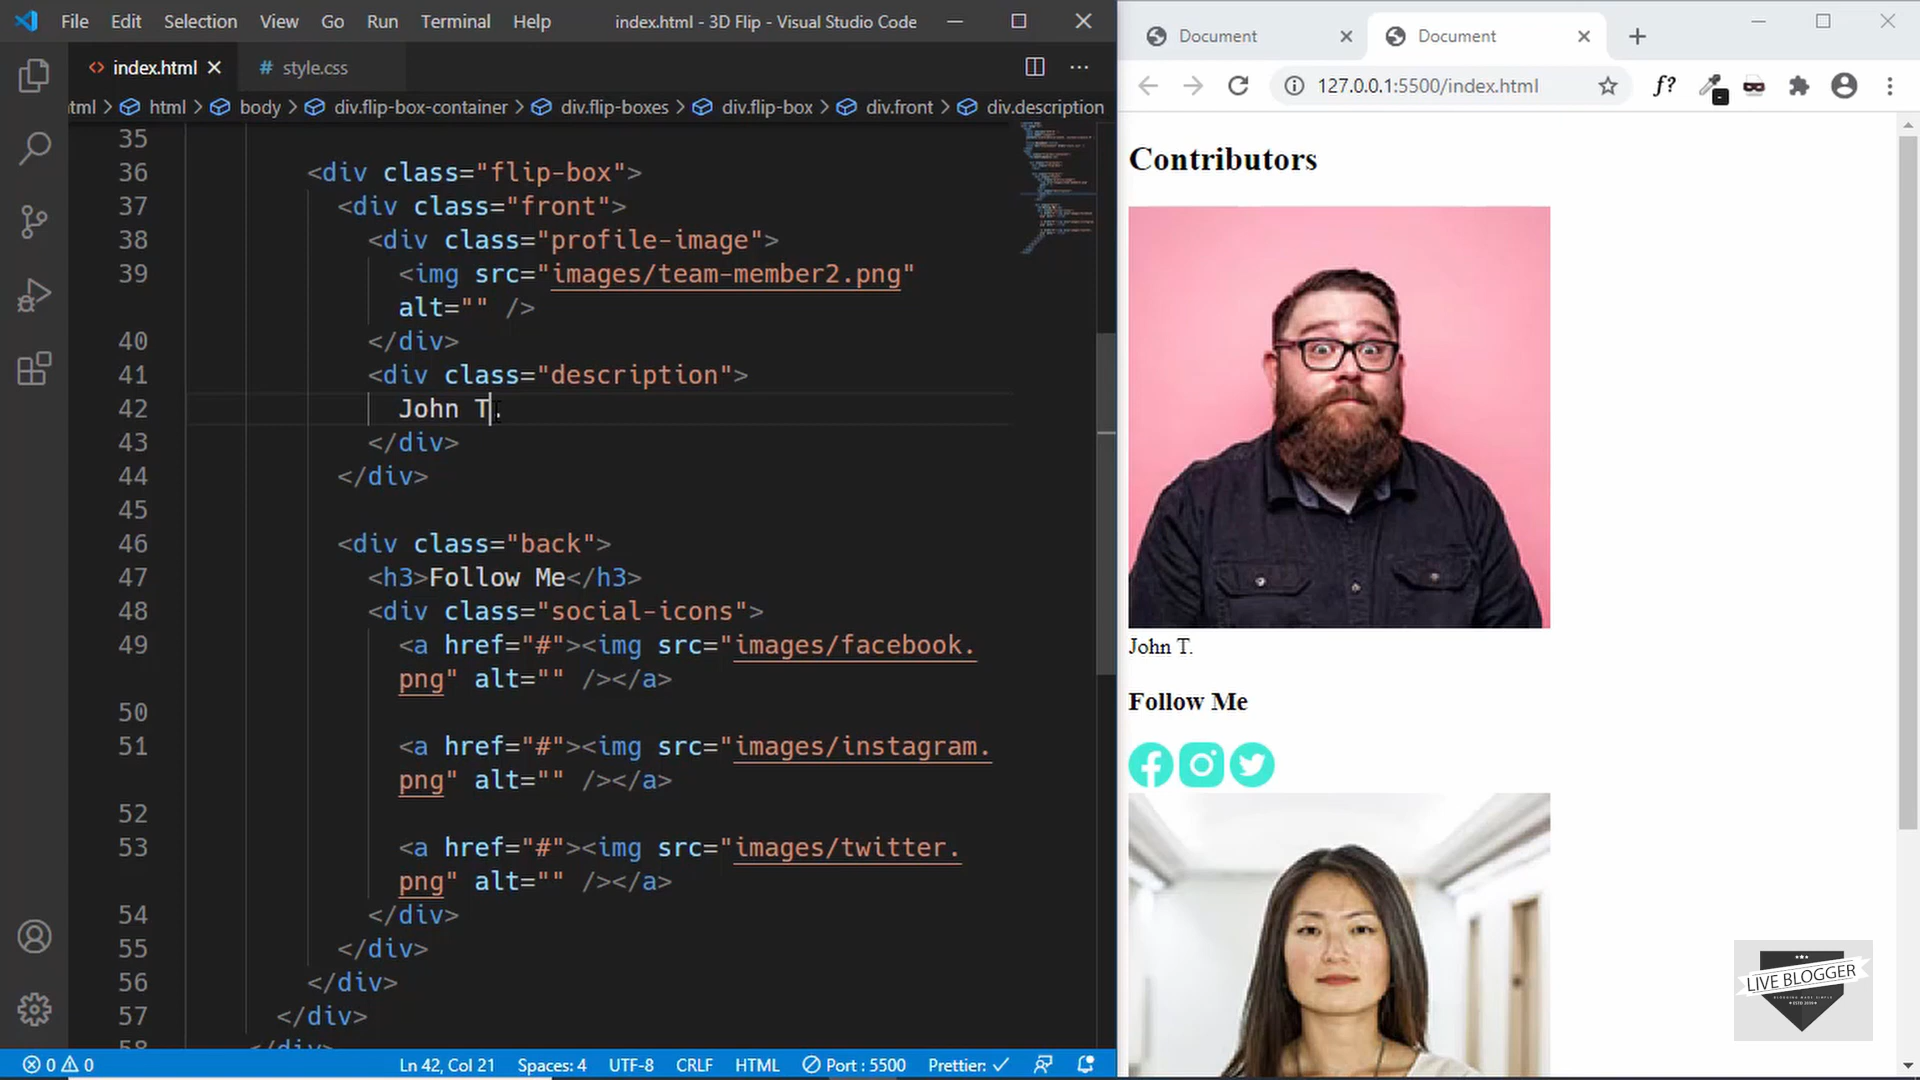 File Edit Selection View Go Run Terminal Help index.html - 3D Flip - Visual Studio Code
index.html # style.css
tml > html > body > div.flip-box-container > div.flip-boxes > div.flip-box > div.front > div.description
35
36 <div class="flip-box">
37 <div class="front">
38 <div class="profile-image">
39 <img src="images/team-member2.png"
alt="" />
40 </div>
41 <div class="description">
42 John T.
43 </div>
44 </div>
45
46 <div class="back">
47 <h3>Follow Me</h3>
48 <div class="social-icons">
49 <a href="#"><img src="images/facebook.
png" alt="" /></a>
50
51 <a href="#"><img src="images/instagram.
png" alt="" /></a>
52
53 <a href="#"><img src="images/twitter.
png" alt="" /></a>
54 </div>
55 </div>
56 </div>
57 </div>
58 </div>
0 0 Ln 42, Col 21 Spaces: 4 UTF-8 CRLF HTML Port : 5500 Prettier: ✓
Document Document
127.0.0.1:5500/index.html f?
Contributors
John T.
Follow Me
LIVE BLOGGER